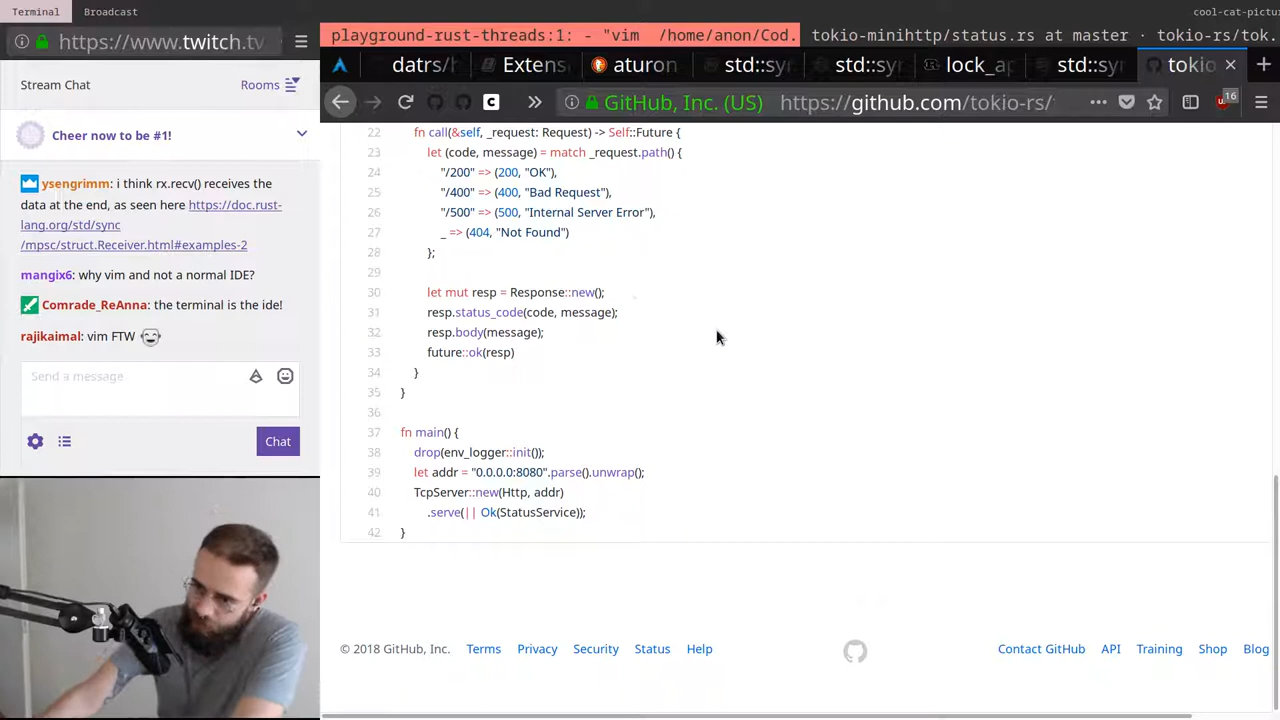 Terminal
Broadcast
cool-cat-pictu
https://www.twitch.tv
playground-rust-threads:1: - "vim  /home/anon/Cod.
tokio-minihttp/status.rs at master · tokio-rs/tok.
datrs/
Extens
aturon
std::syn
std::syn
lock_ap
std::syn
tokio
GitHub, Inc. (US)
https://github.com/tokio-rs/
16
Stream Chat
Rooms
Cheer now to be #1!
ysengrimm: i think rx.recv() receives the
data at the end, as seen here https://doc.rust-
lang.org/std/sync
/mpsc/struct.Receiver.html#examples-2
mangix6: why vim and not a normal IDE?
Comrade_ReAnna: the terminal is the ide!
rajikaimal: vim FTW
Send a message
Chat
22 fn call(&self, _request: Request) -> Self::Future {
23 let (code, message) = match _request.path() {
24 "/200" => (200, "OK"),
25 "/400" => (400, "Bad Request"),
26 "/500" => (500, "Internal Server Error"),
27 _ => (404, "Not Found")
28 };
29
30 let mut resp = Response::new();
31 resp.status_code(code, message);
32 resp.body(message);
33 future::ok(resp)
34 }
35 }
36
37 fn main() {
38 drop(env_logger::init());
39 let addr = "0.0.0.0:8080".parse().unwrap();
40 TcpServer::new(Http, addr)
41 .serve(|| Ok(StatusService));
42 }
© 2018 GitHub, Inc.
Terms
Privacy
Security
Status
Help
Contact GitHub
API
Training
Shop
Blog